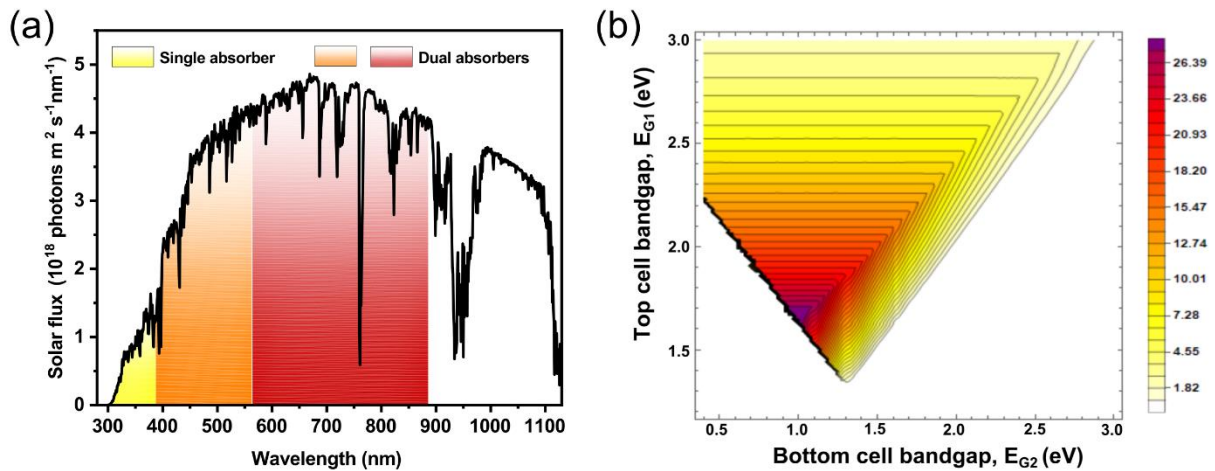 (a)
Single absorber
Dual absorbers
Solar flux (10^18 photons m^2 s^-1nm^-1)
5
4
3
2
1
0
300 400 500 600 700 800 900 1000 1100
Wavelength (nm)
(b)
Top cell bandgap, E_G1 (eV)
3.0
2.5
2.0
1.5
0.5 1.0 1.5 2.0 2.5 3.0
Bottom cell bandgap, E_G2 (eV)
26.39
23.66
20.93
18.20
15.47
12.74
10.01
7.28
4.55
1.82